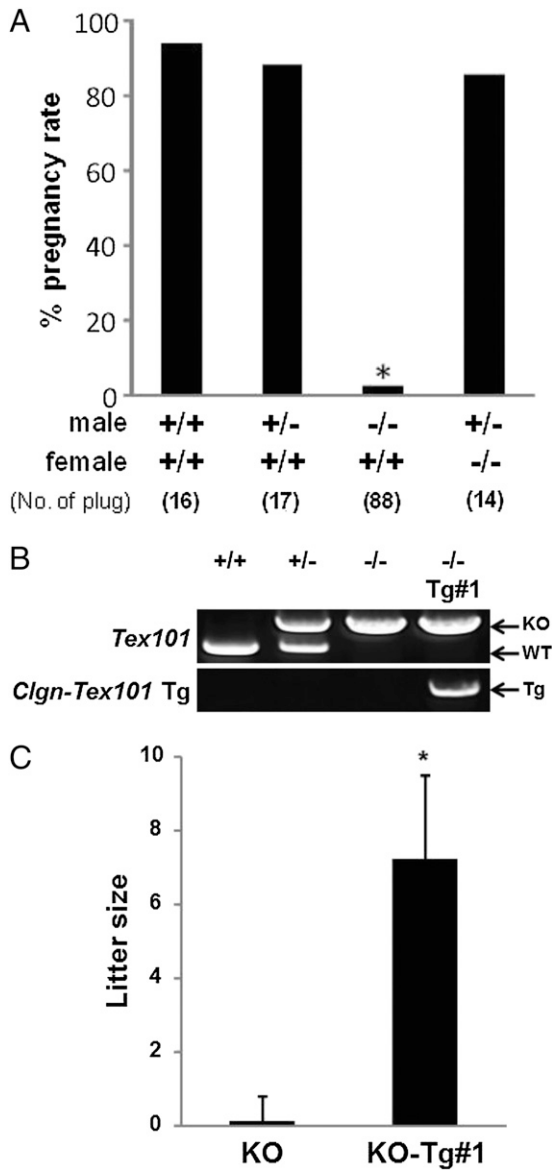 A
100
80
60
40
20
0
% pregnancy rate
*
male +/+ +/- -/- +/-
female +/+ +/+ +/+ -/-
(No. of plug) (16) (17) (88) (14)
B
+/+ +/- -/- -/-
Tg#1
Tex101
KO
WT
Clgn-Tex101 Tg
Tg
C
10
8
6
4
2
0
Litter size
*
KO KO-Tg#1